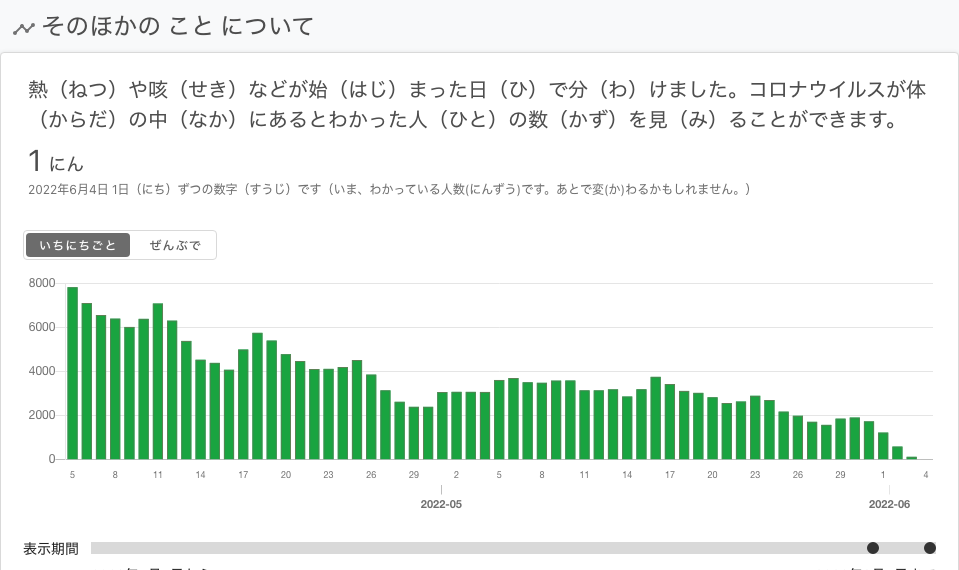 そのほかの こと について
熱（ねつ）や咳（せき）などが始（はじ）まった日（ひ）で分（わ）けました。コロナウイルスが体
（からだ）の中（なか）にあるとわかった人（ひと）の数（かず）を見（み）ることができます。
1 にん
2022年6月4日 1日（にち）ずつの数字（すうじ）です（いま、わかっている人数(にんずう)です。あとで変(か)わるかもしれません。）
いちにちごと ぜんぶで
8000
6000
4000
2000
0
5 8 11 14 17 20 23 26 29 2 5 8 11 14 17 20 23 26 29 1 4
2022-05 2022-06
表示期間